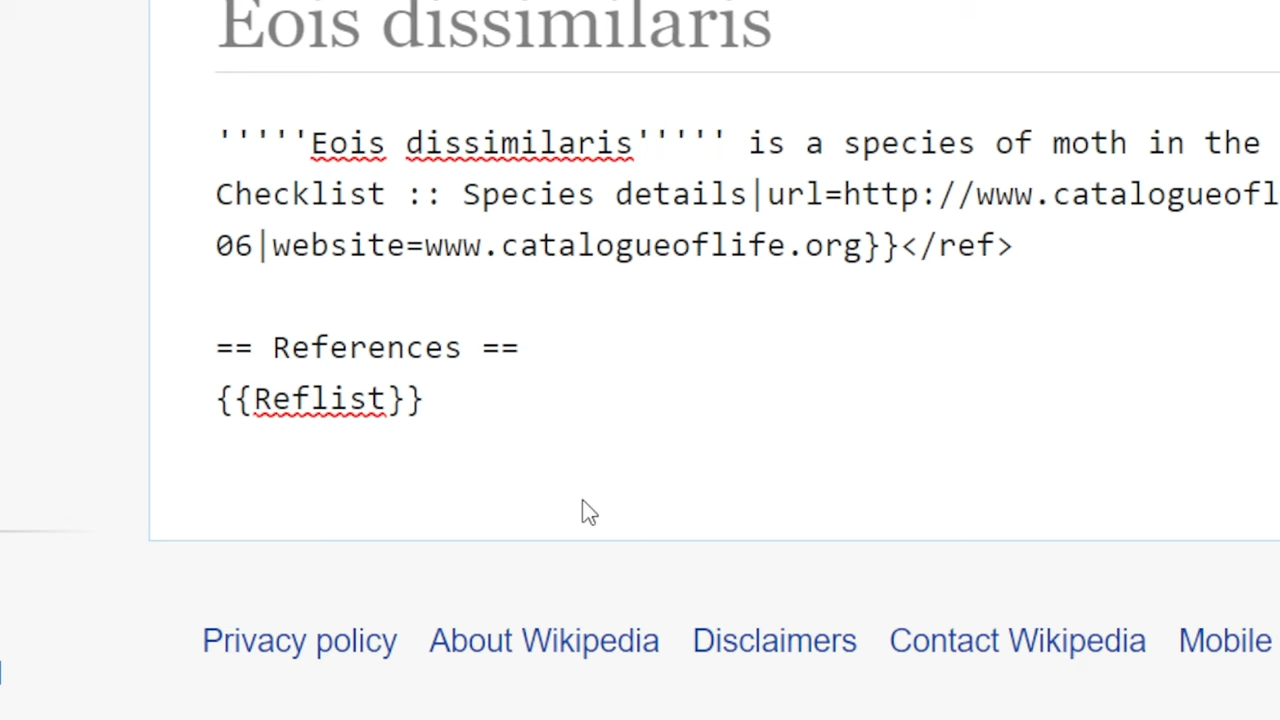 Eois dissimilaris
'''''Eois dissimilaris''''' is a species of moth in the
Checklist :: Species details|url=http://www.catalogueofl
06|website=www.catalogueoflife.org}}</ref>
== References ==
{{Reflist}}
Privacy policy About Wikipedia Disclaimers Contact Wikipedia Mobile